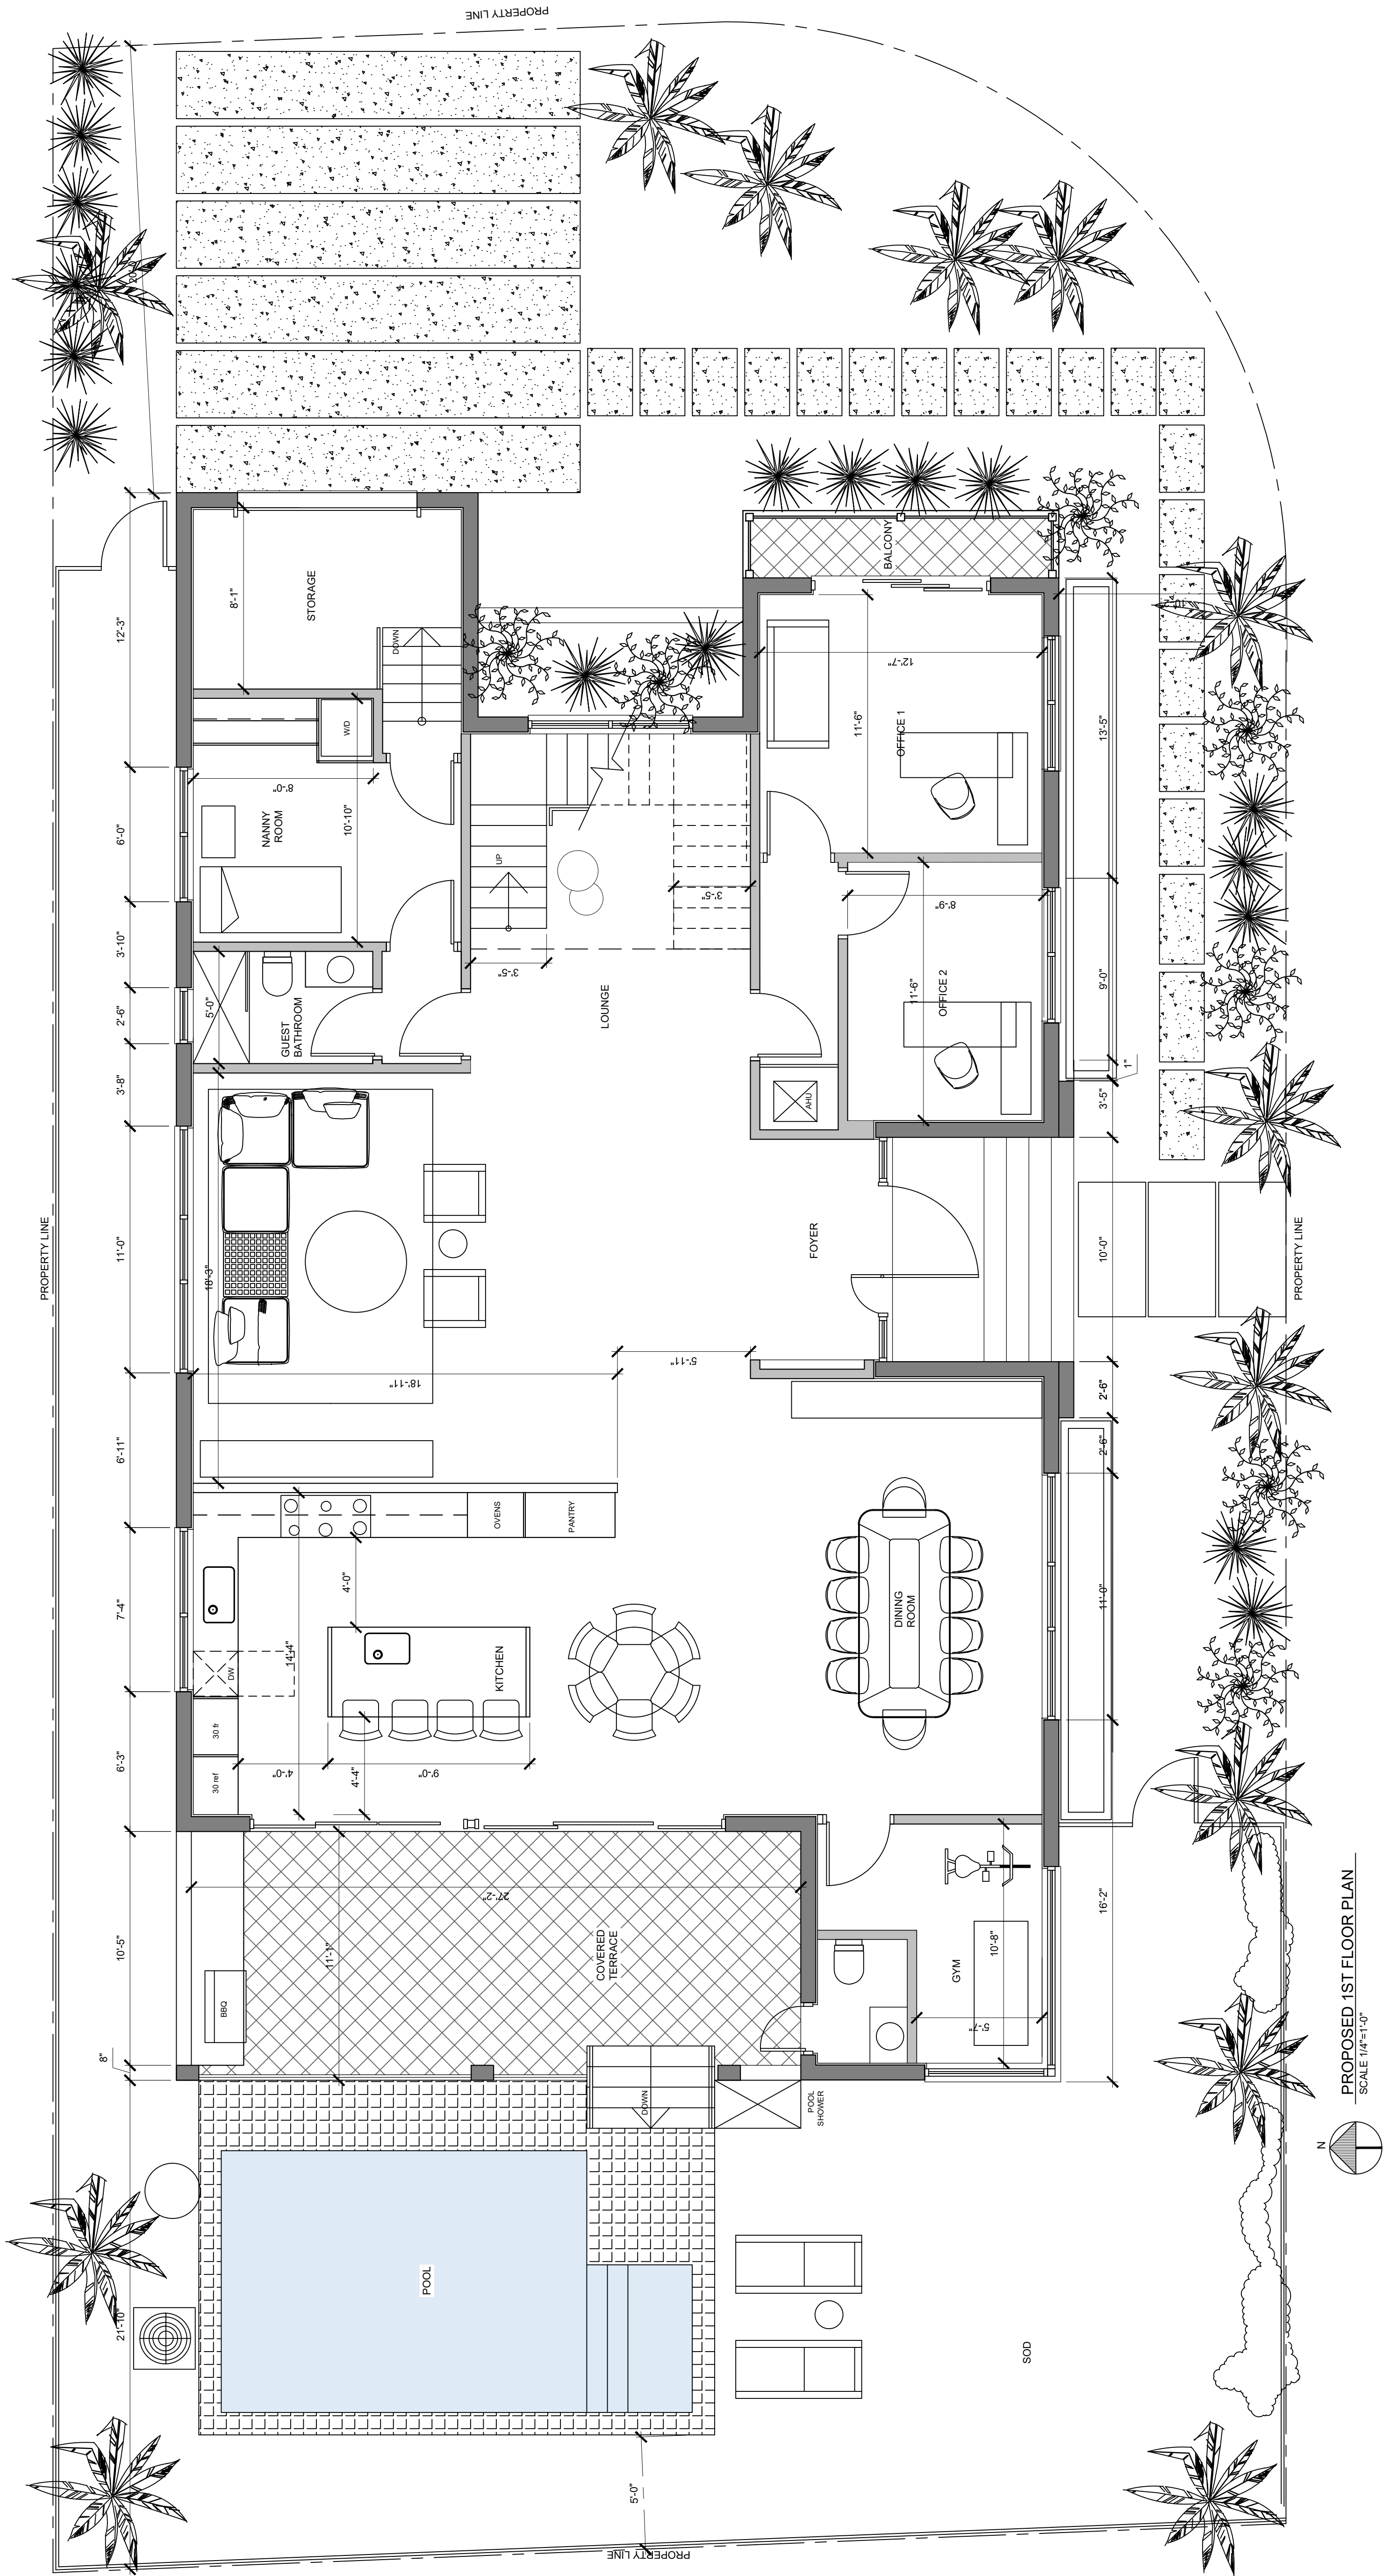 PROPERTY LINE
20'-
12'-3"
8'-1"
STORAGE
DOWN
BALCONY
W/D
8'-0"
NANNY
ROOM
10'-10"
6'-0"
UP
3'-5"
3'-5"
12'-7"
11'-6"
OFFICE 1
13'-5"
10'
3'-10"
2'-6"
5'-0"
GUEST
BATHROOM
LOUNGE
8'-9"
11'-6"
OFFICE 2
9'-0"
1"
3'-5"
AHU
3'-8"
PROPERTY LINE
11'-0"
18'-3"
FOYER
10'-0"
PROPERTY LINE
18'-11"
5'-11"
2'-6"
2'-6"
6'-11"
OVENS
PANTRY
4'-0"
7'-4"
14'-4"
DW
KITCHEN
DINING
ROOM
11'-0"
30 fr
30 ref
6'-3"
4'-0"
9'-0"
4'-4"
27'-2"
16'-2"
10'-5"
11'-1"
COVERED
TERRACE
BBQ
GYM
10'-8"
5'-7"
8"
DOWN
POOL
SHOWER
POOL
21'-10"
SOD
5'-0"
PROPERTY LINE
PROPOSED 1ST FLOOR PLAN
SCALE 1/4"=1'-0"
N